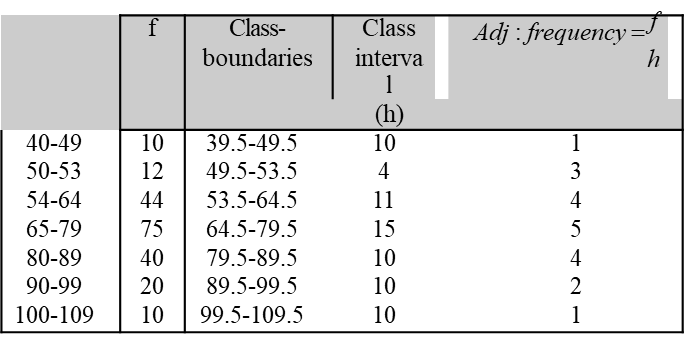 f Class- Class Adj : frequency = f
boundaries interva h
l
(h)
40-49 10 39.5-49.5 10 1
50-53 12 49.5-53.5 4 3
54-64 44 53.5-64.5 11 4
65-79 75 64.5-79.5 15 5
80-89 40 79.5-89.5 10 4
90-99 20 89.5-99.5 10 2
100-109 10 99.5-109.5 10 1